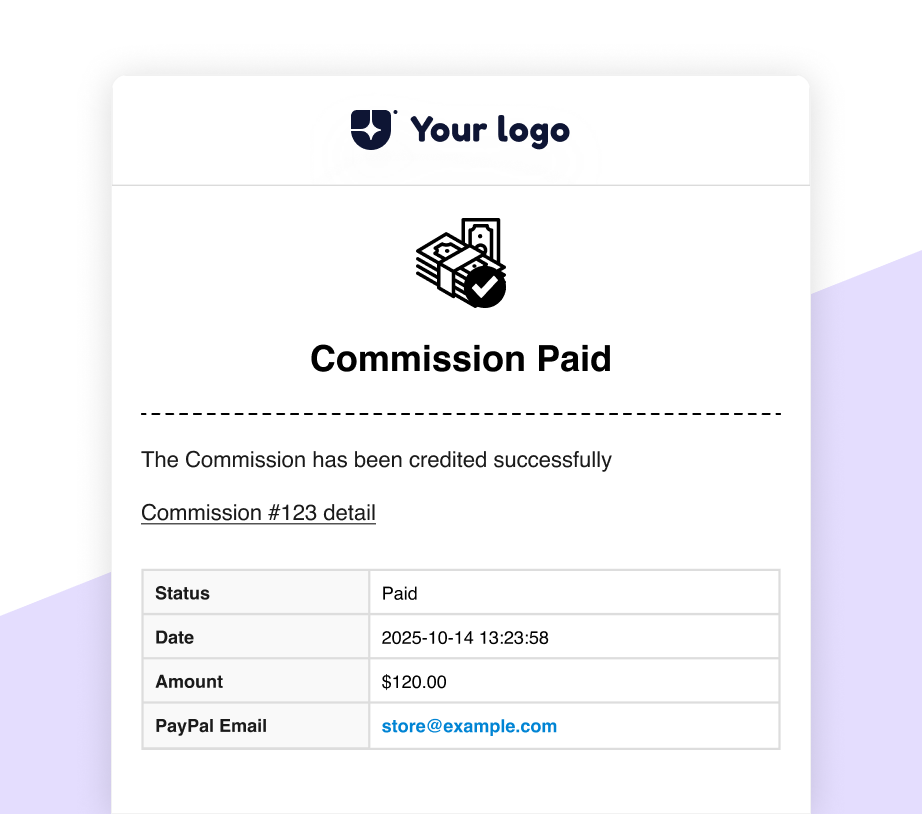 Your logo
Commission Paid
The Commission has been credited successfully
Commission #123 detail
Status Paid
Date 2025-10-14 13:23:58
Amount $120.00
PayPal Email store@example.com